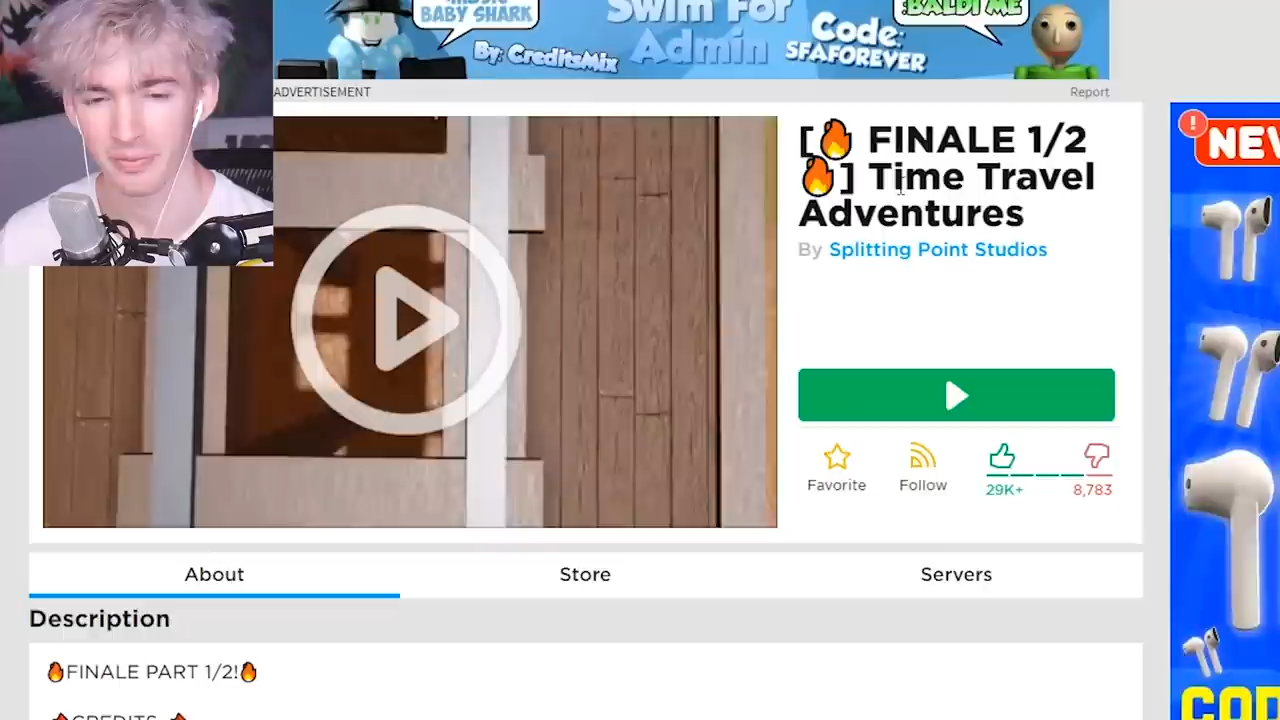 BABY SHARK
Swim For
Admin
By: CreditsMix
Code:
SFAFOREVER
:BALDI ME
ADVERTISEMENT
Report
[🔥 FINALE 1/2
🔥] Time Travel
Adventures
By Splitting Point Studios
Favorite
Follow
29K+
8,783
About
Store
Servers
Description
🔥FINALE PART 1/2!🔥
🔥CREDITS 🔥
!